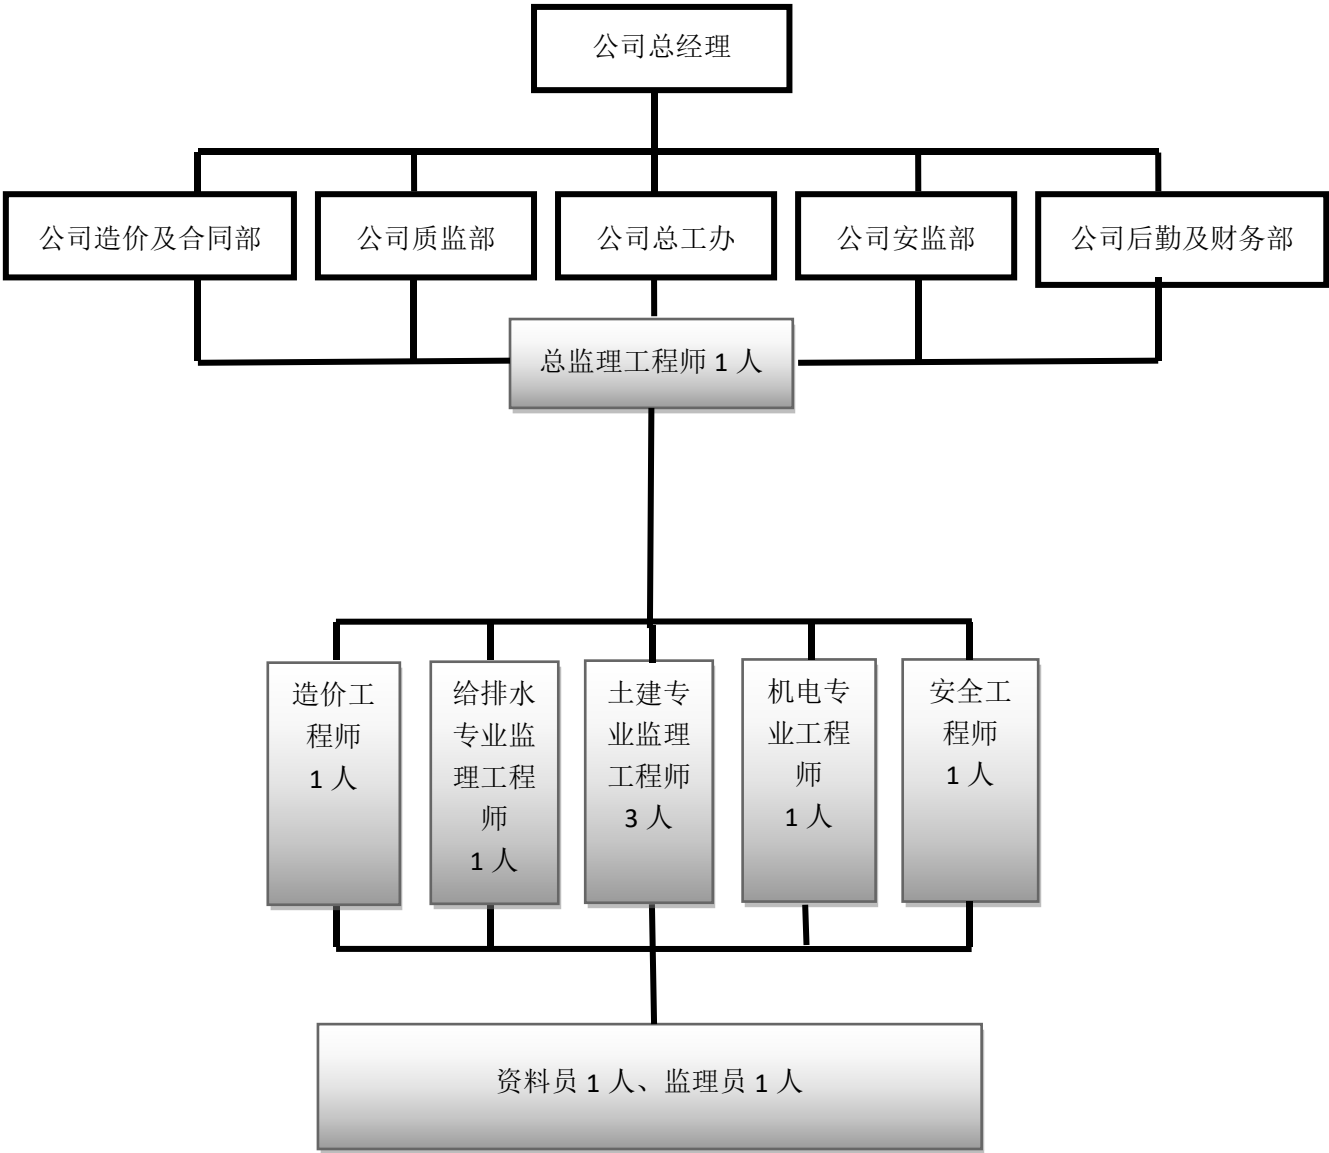 公司总经理
公司造价及合同部
公司质监部
公司总工办
公司安监部
公司后勤及财务部
总监理工程师 1 人
造价工
程师
1 人
给排水
专业监
理工程
师
1 人
土建专
业监理
工程师
3 人
机电专
业工程
师
1 人
安全工
程师
1 人
资料员 1 人、监理员 1 人